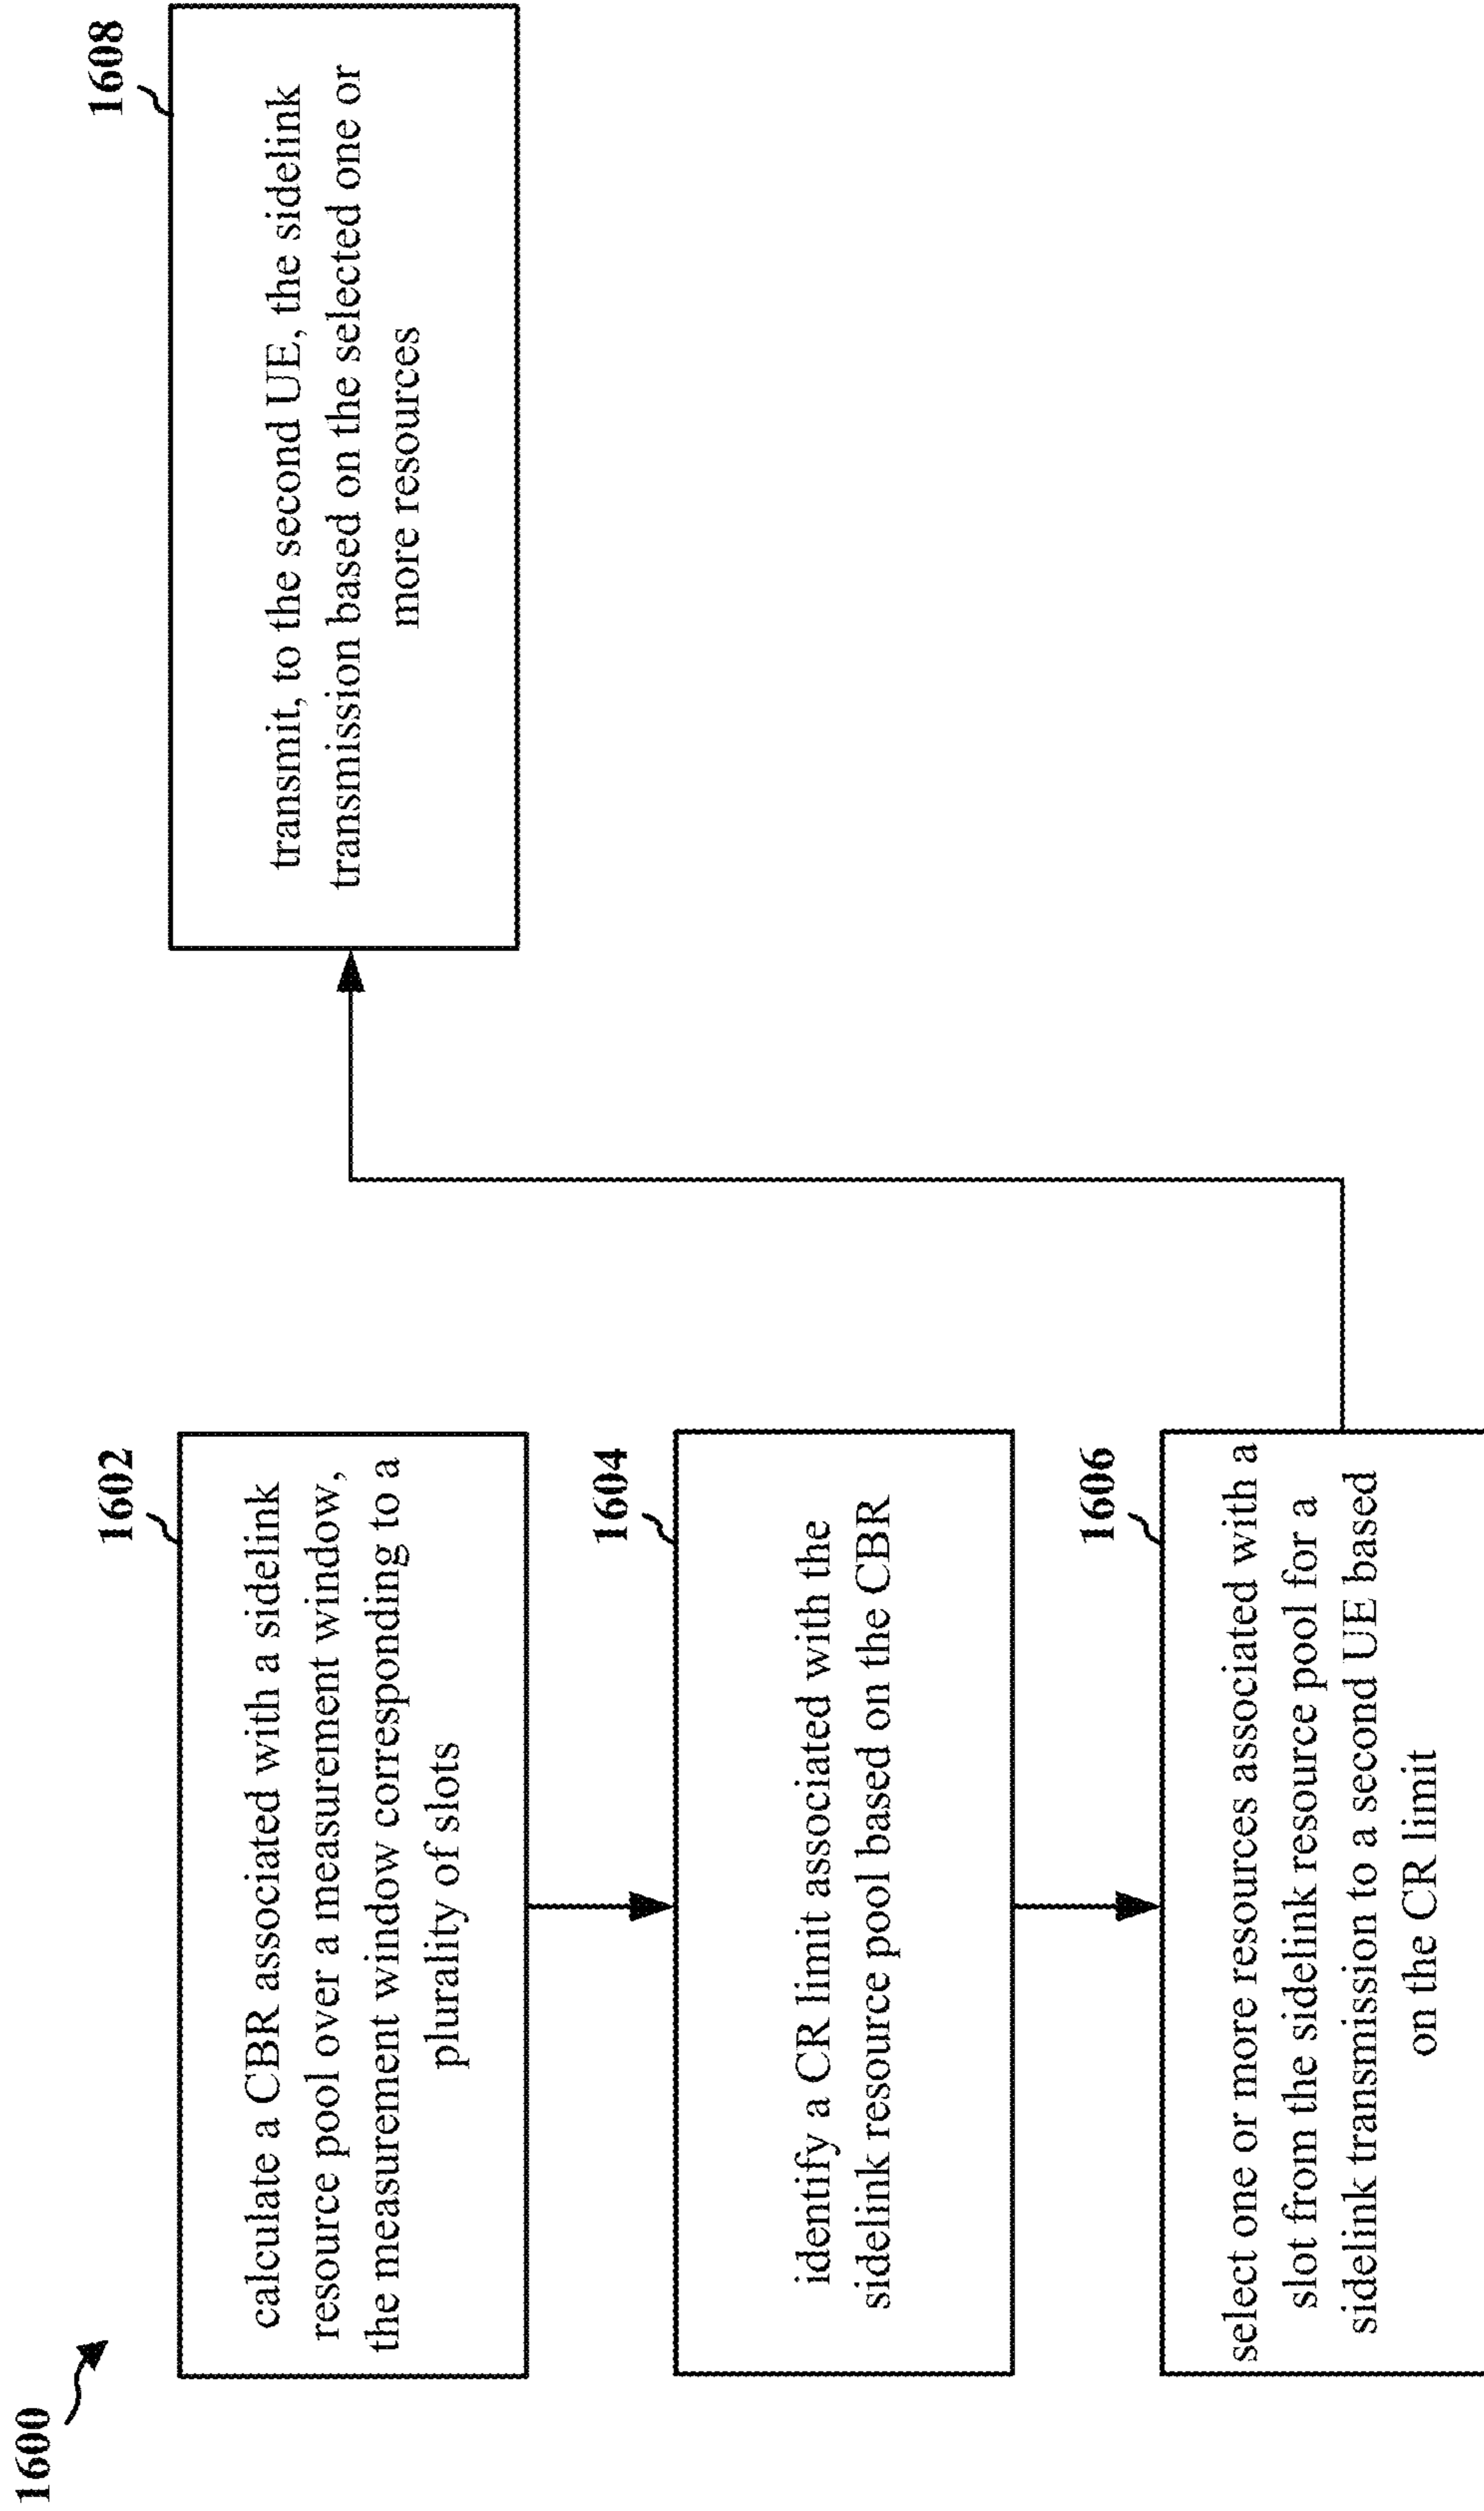 1600
1602
calculate a CBR associated with a sidelink
resource pool over a measurement window,
the measurement window corresponding to a
plurality of slots
1604
identify a CR limit associated with the
sidelink resource pool based on the CBR
1606
select one or more resources associated with a
slot from the sidelink resource pool for a
sidelink transmission to a second UE based
on the CR limit
1608
transmit, to the second UE, the sidelink
transmission based on the selected one or
more resources